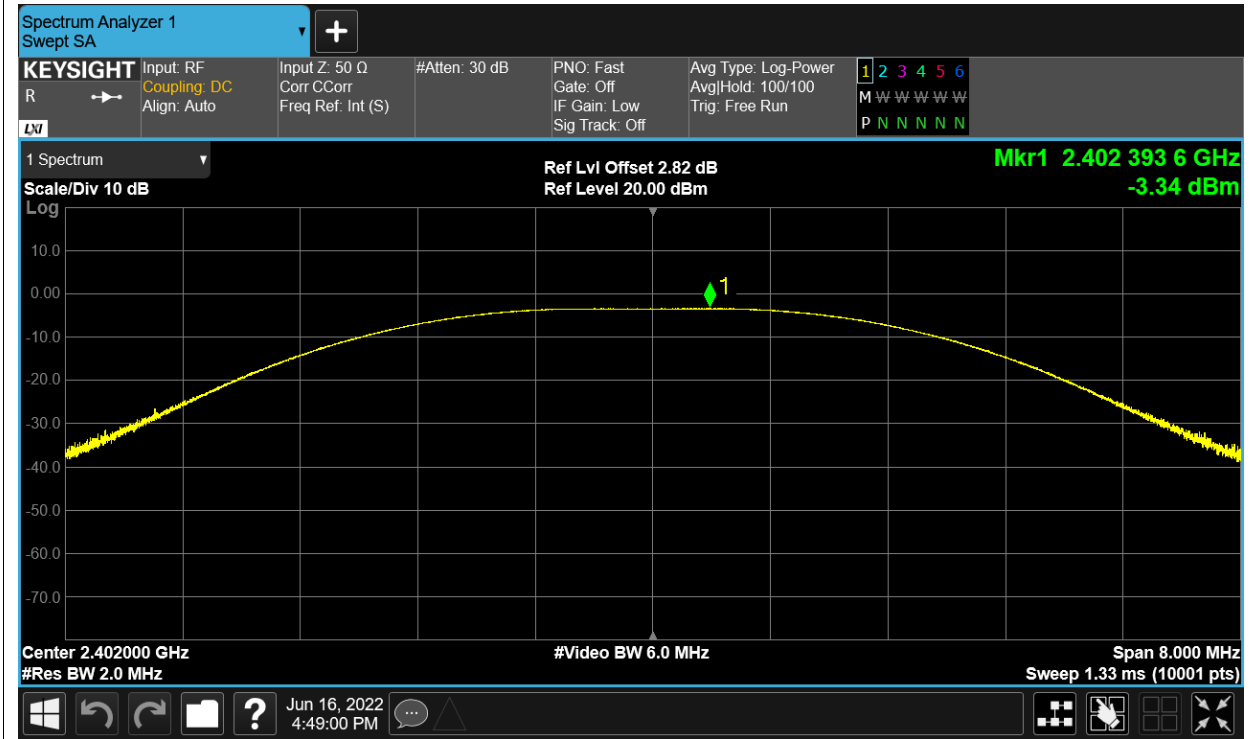 Spectrum Analyzer 1
Swept SA
KEYSIGHT
R
LXI
Input: RF
Coupling: DC
Align: Auto
Input Z: 50 Ω
Corr CCorr
Freq Ref: Int (S)
#Atten: 30 dB
PNO: Fast
Gate: Off
IF Gain: Low
Sig Track: Off
Avg Type: Log-Power
Avg|Hold: 100/100
Trig: Free Run
1 2 3 4 5 6
M W W W W W
P N N N N N
1 Spectrum
Scale/Div 10 dB
Log
Ref Lvl Offset 2.82 dB
Ref Level 20.00 dBm
Mkr1 2.402 393 6 GHz
-3.34 dBm
10.0
0.00
-10.0
-20.0
-30.0
-40.0
-50.0
-60.0
-70.0
1
Center 2.402000 GHz
#Res BW 2.0 MHz
#Video BW 6.0 MHz
Span 8.000 MHz
Sweep 1.33 ms (10001 pts)
?
Jun 16, 2022
4:49:00 PM